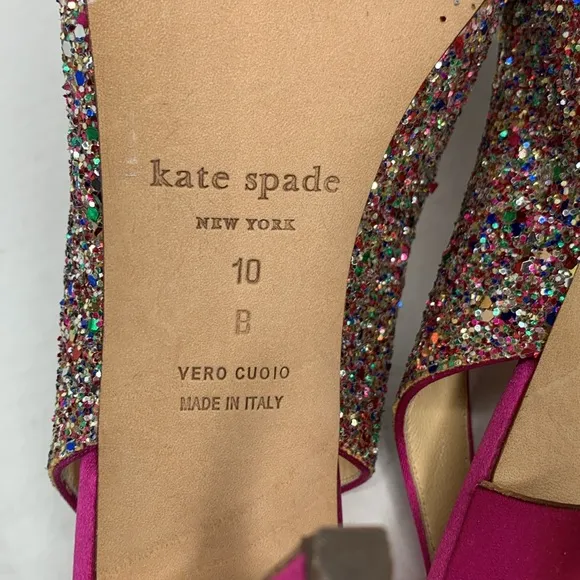 kate spade
NEW YORK
10
B
VERO CUOIO
MADE IN ITALY